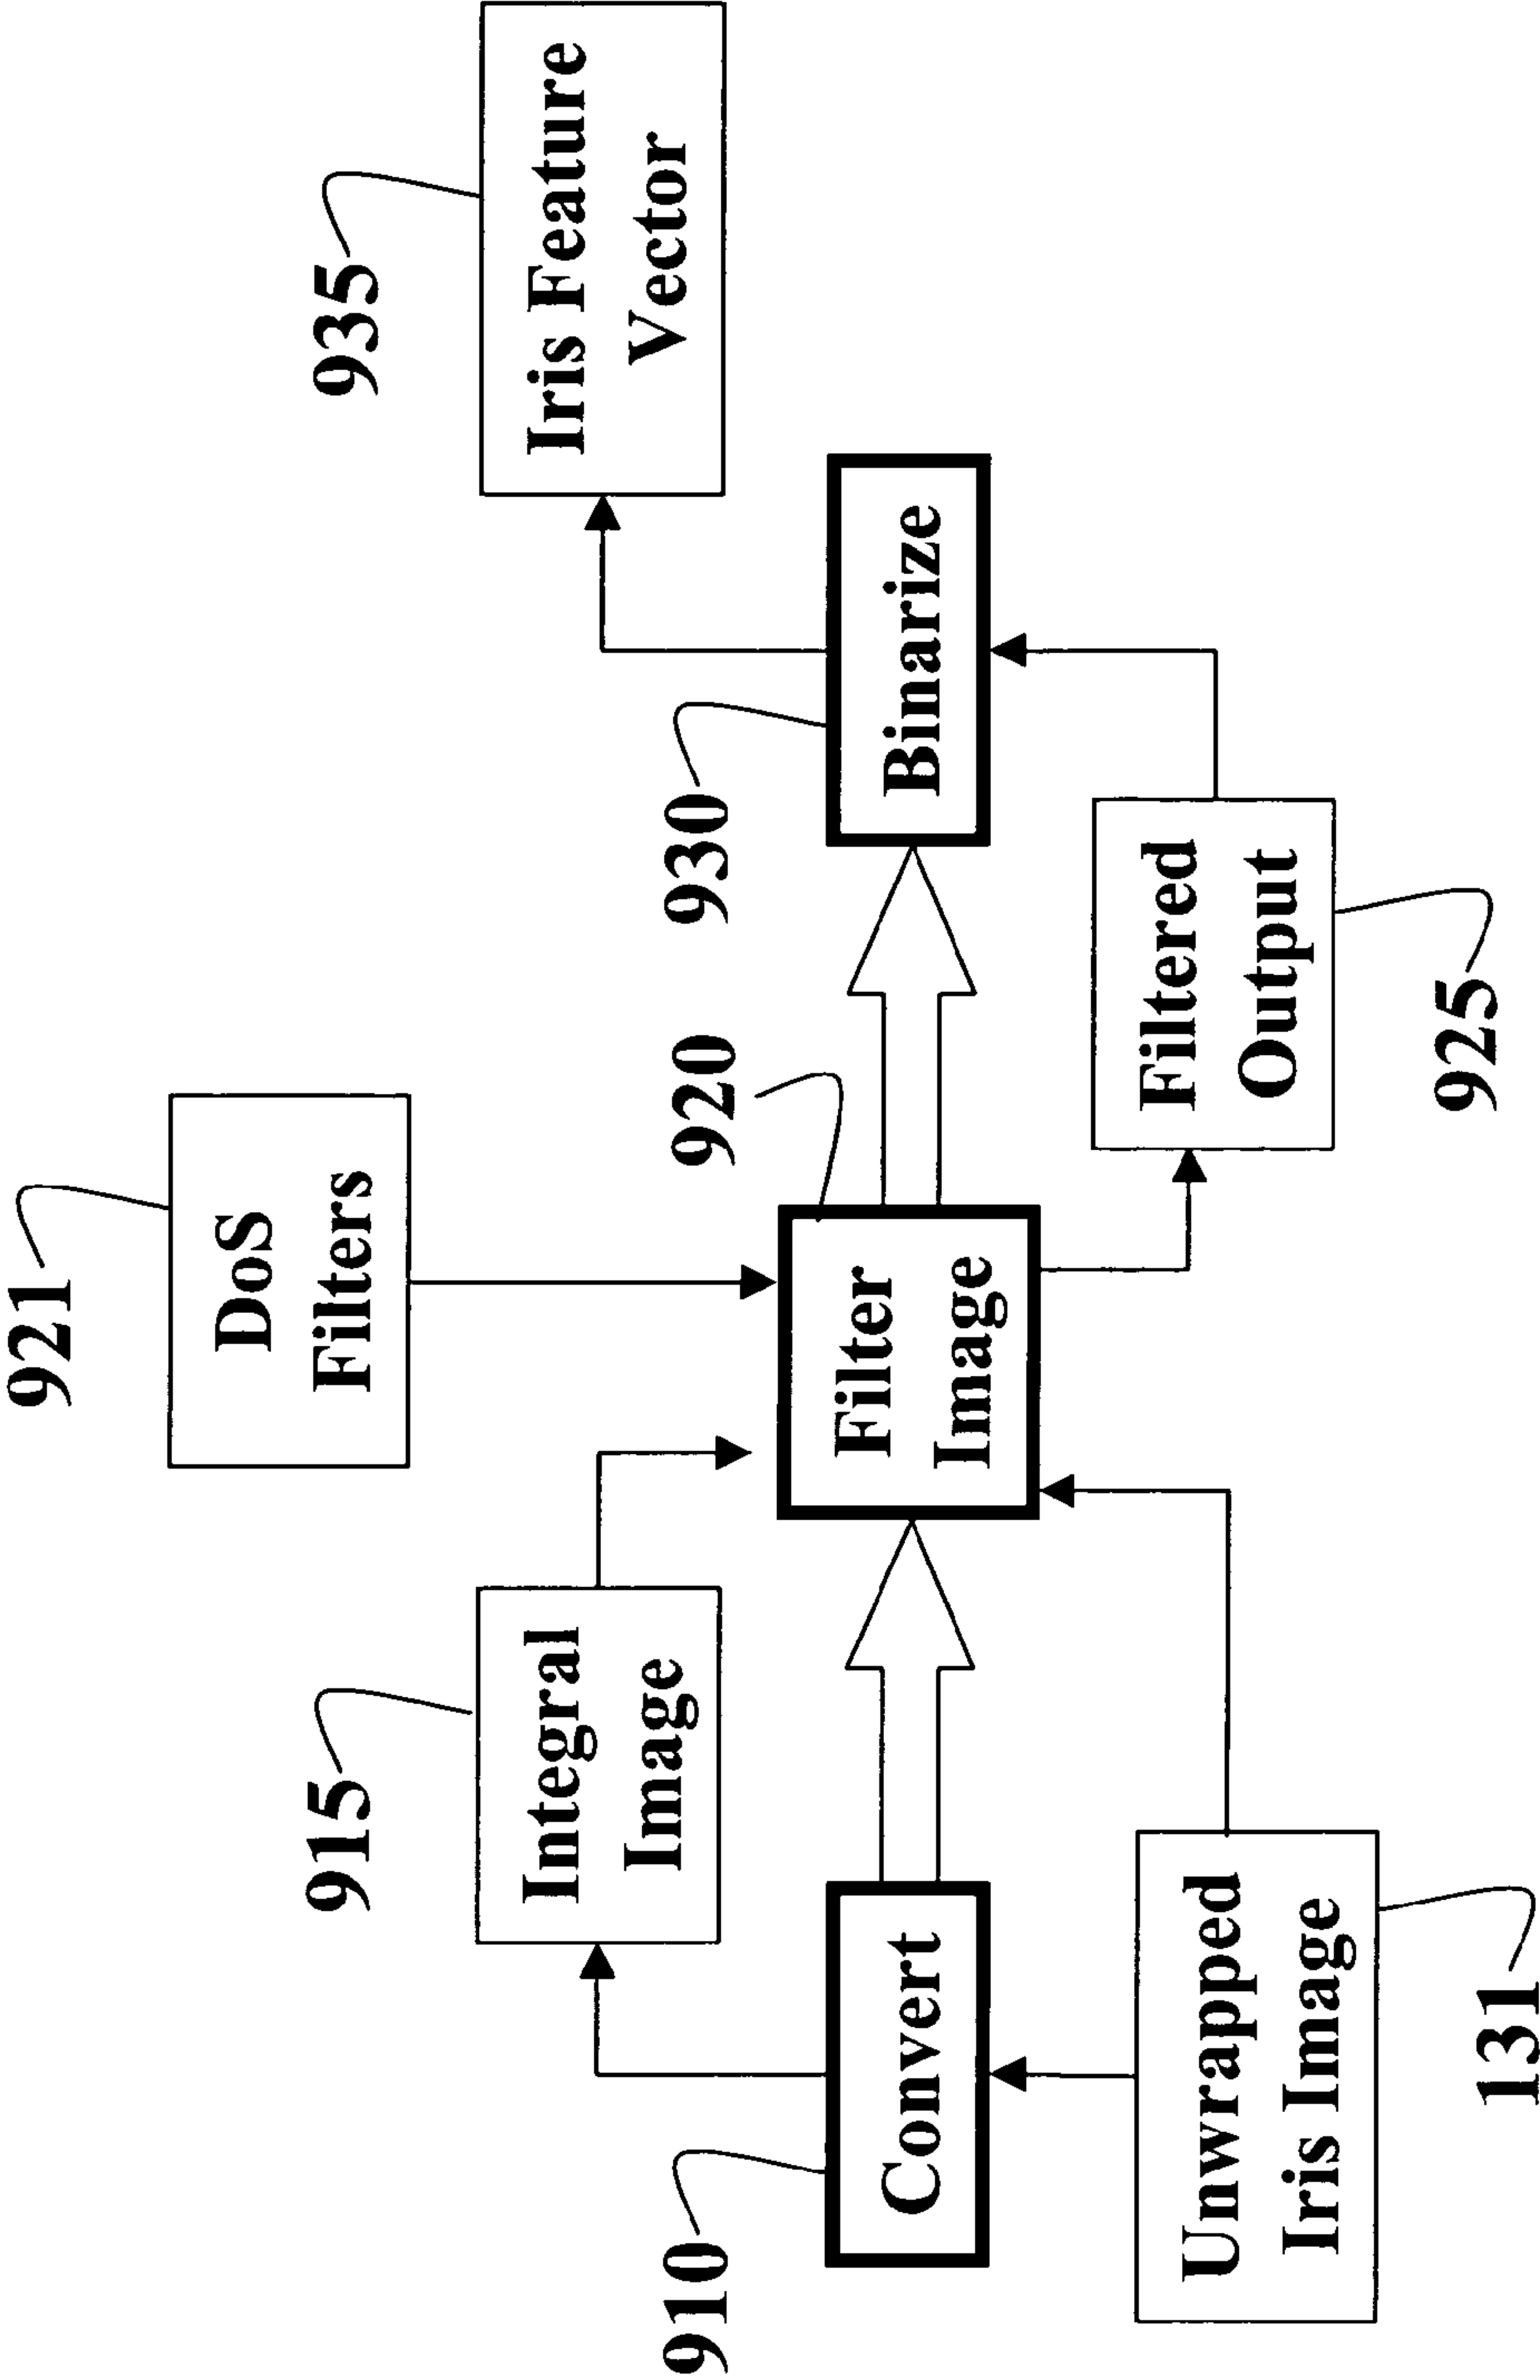 921
DoS
Filters
915
Integral
Image
935
Iris Feature
Vector
910
Convert
920
Filter
Image
930
Binarize
Unwrapped
Iris Image
131
Filtered
Output
925